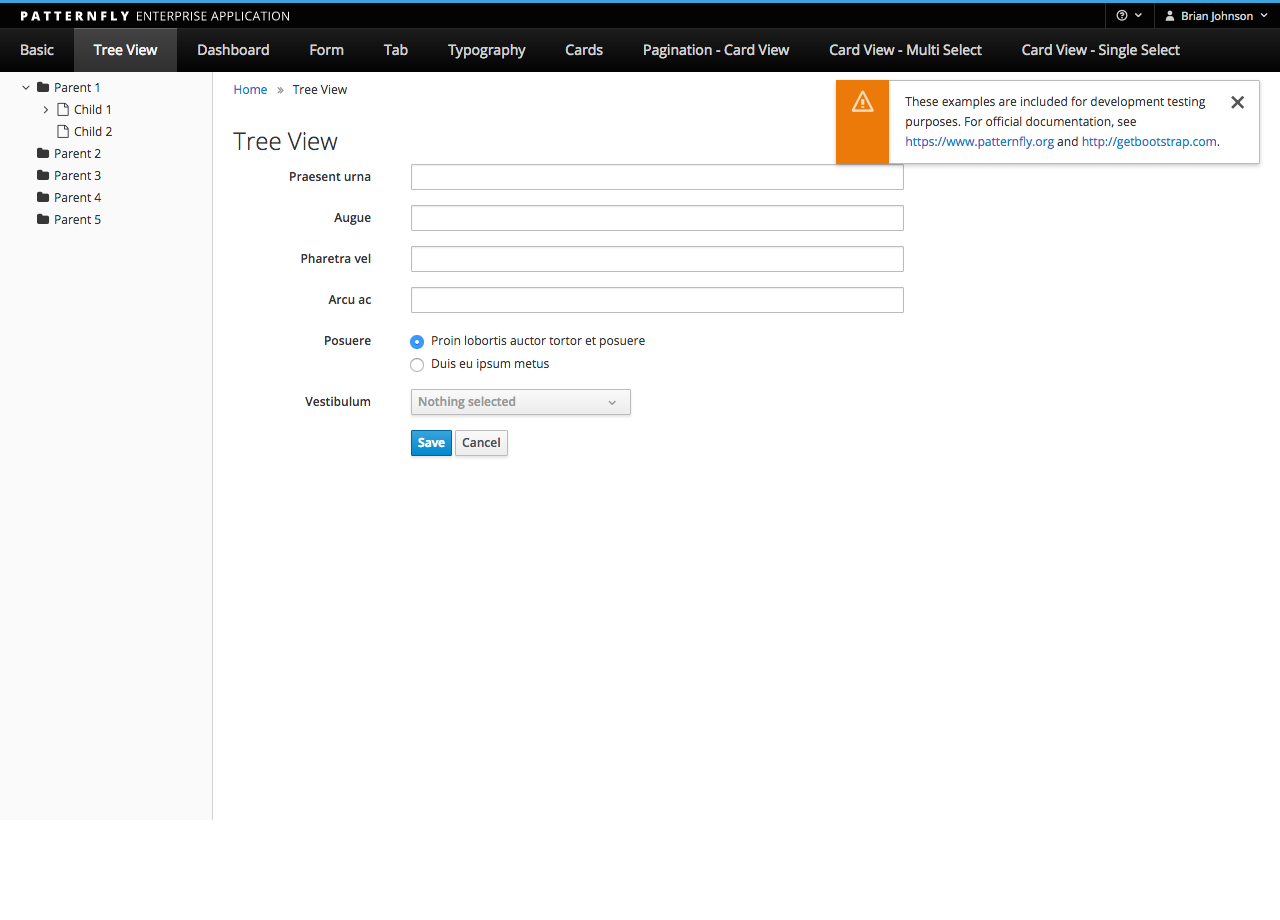 PATTERNFLY ENTERPRISE APPLICATION
Brian Johnson
Basic Tree View Dashboard Form Tab Typography Cards Pagination - Card View Card View - Multi Select Card View - Single Select
Parent 1
Child 1
Child 2
Parent 2
Parent 3
Parent 4
Parent 5
Home » Tree View
These examples are included for development testing
purposes. For official documentation, see
https://www.patternfly.org and http://getbootstrap.com.
Tree View
Praesent urna
Augue
Pharetra vel
Arcu ac
Posuere
Proin lobortis auctor tortor et posuere
Duis eu ipsum metus
Vestibulum
Nothing selected
Save Cancel